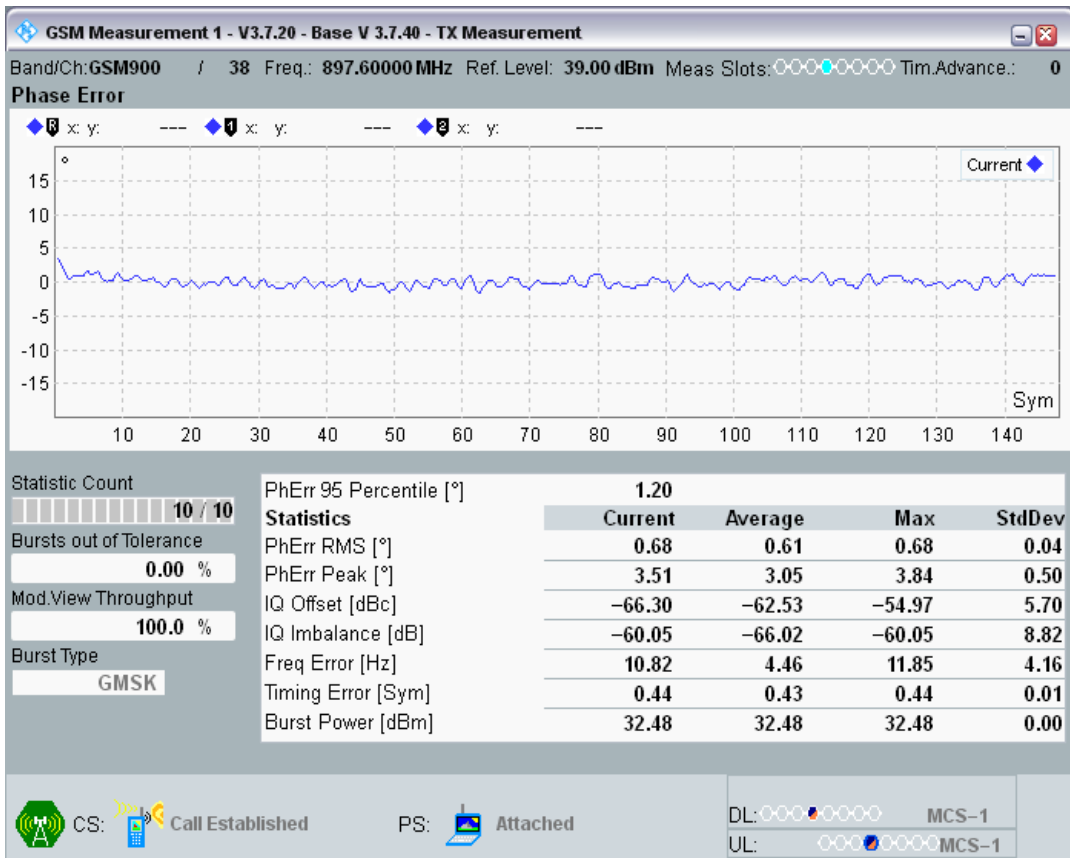 GSM Measurement 1 - V3.7.20 - Base V 3.7.40 - TX Measurement
Band/Ch:GSM900 / 38 Freq.: 897.60000 MHz Ref. Level: 39.00 dBm Meas Slots: Tim.Advance.: 0
Phase Error
R x: y: --- 1 x: y: --- 2 x: y: ---
°
Current
15
10
5
0
-5
-10
-15
Sym
10 20 30 40 50 60 70 80 90 100 110 120 130 140
Statistic Count
10 / 10
Bursts out of Tolerance
0.00 %
Mod.View Throughput
100.0 %
Burst Type
GMSK
PhErr 95 Percentile [°] 1.20
Statistics Current Average Max StdDev
PhErr RMS [°] 0.68 0.61 0.68 0.04
PhErr Peak [°] 3.51 3.05 3.84 0.50
IQ Offset [dBc] −66.30 −62.53 −54.97 5.70
IQ Imbalance [dB] −60.05 −66.02 −60.05 8.82
Freq Error [Hz] 10.82 4.46 11.85 4.16
Timing Error [Sym] 0.44 0.43 0.44 0.01
Burst Power [dBm] 32.48 32.48 32.48 0.00
CS: Call Established PS: Attached
DL: MCS−1
UL: MCS−1